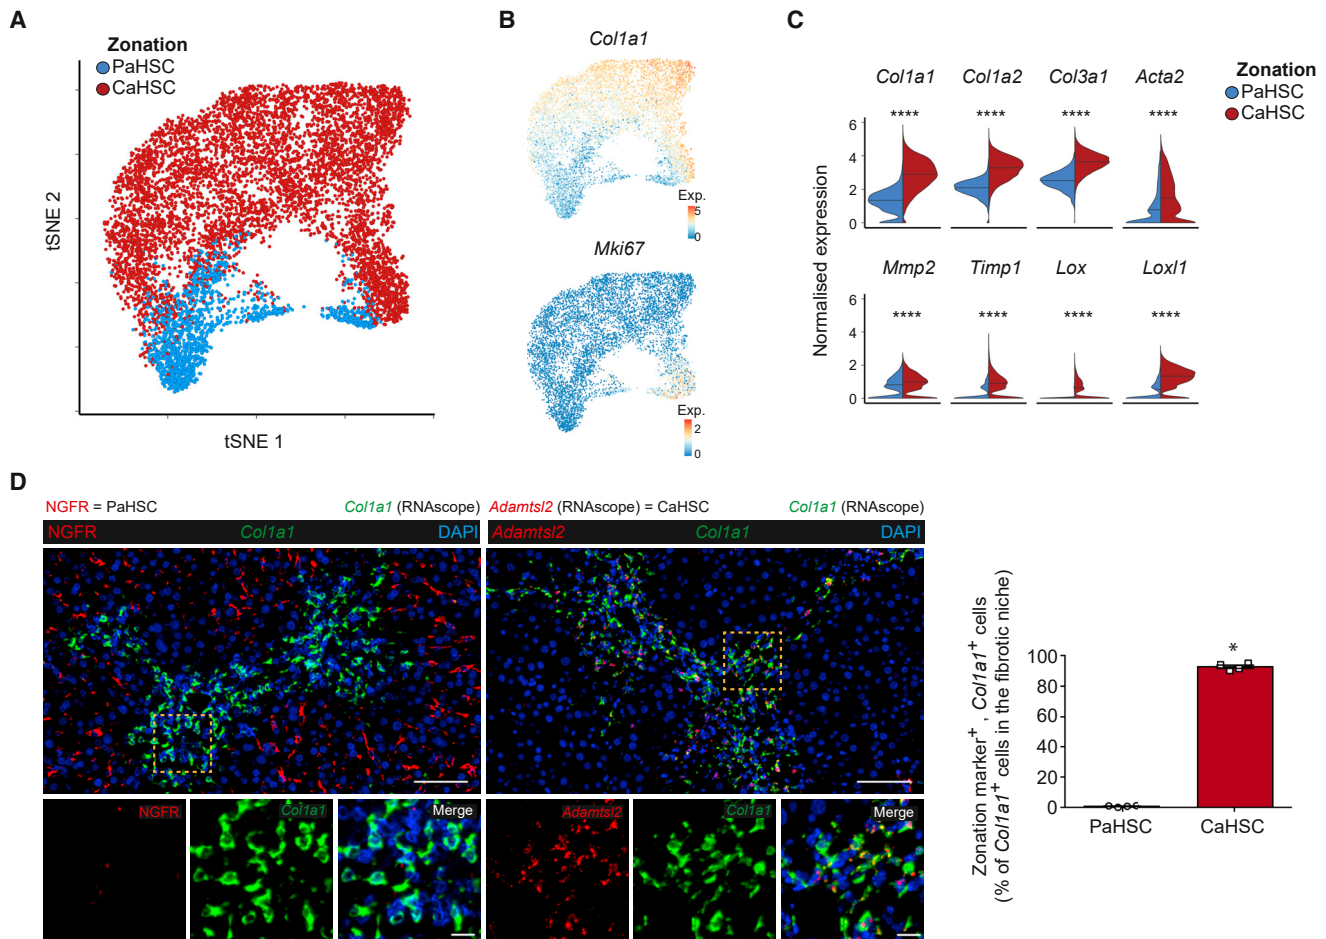 A
Zonation
PaHSC
CaHSC
tSNE 2
tSNE 1
B
Col1a1
Exp.
5
0
Mki67
Exp.
2
0
C
Col1a1 Col1a2 Col3a1 Acta2
Zonation
PaHSC
CaHSC
**** **** **** ****
6
4
2
0
Normalised expression
Mmp2 Timp1 Lox Loxl1
**** **** **** ****
6
4
2
0
D
NGFR = PaHSC Col1a1 (RNAscope) Adamtsl2 (RNAscope) = CaHSC Col1a1 (RNAscope)
NGFR Col1a1 DAPI Adamtsl2 Col1a1 DAPI
NGFR Col1a1 Merge Adamtsl2 Col1a1 Merge
Zonation marker+ , Col1a1+ cells
(% of Col1a1+ cells in the fibrotic niche)
*
100
80
60
40
20
0
PaHSC CaHSC